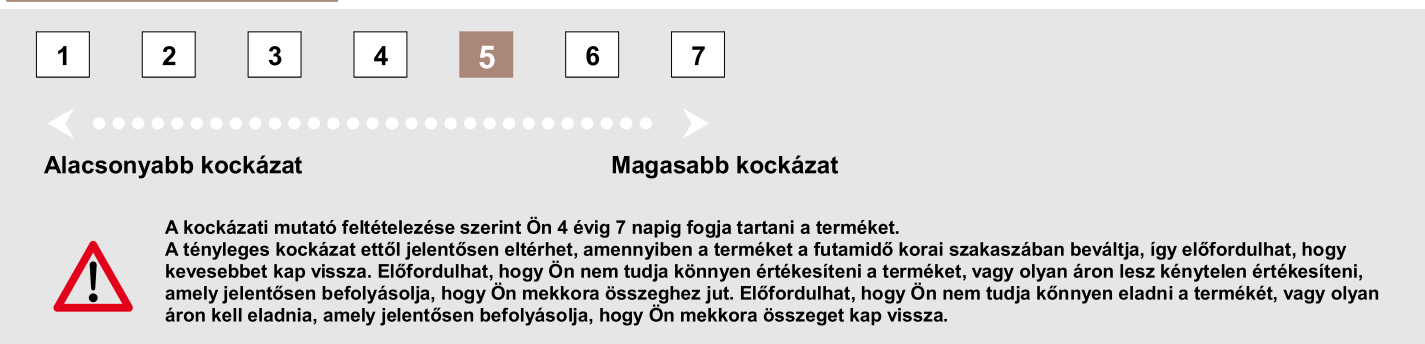 1 2 3 4 5 6 7
Alacsonyabb kockázat Magasabb kockázat
A kockázati mutató feltételezése szerint Ön 4 évig 7 napig fogja tartani a terméket.
A tényleges kockázat ettől jelentősen eltérhet, amennyiben a terméket a futamidő korai szakaszában beváltja, így előfordulhat, hogy
kevesebbet kap vissza. Előfordulhat, hogy Ön nem tudja könnyen értékesíteni a terméket, vagy olyan áron lesz kénytelen értékesíteni,
amely jelentősen befolyásolja, hogy Ön mekkora összeghez jut. Előfordulhat, hogy Ön nem tudja kőnnyen eladni a termékét, vagy olyan
áron kell eladnia, amely jelentősen befolyásolja, hogy Ön mekkora összeget kap vissza.